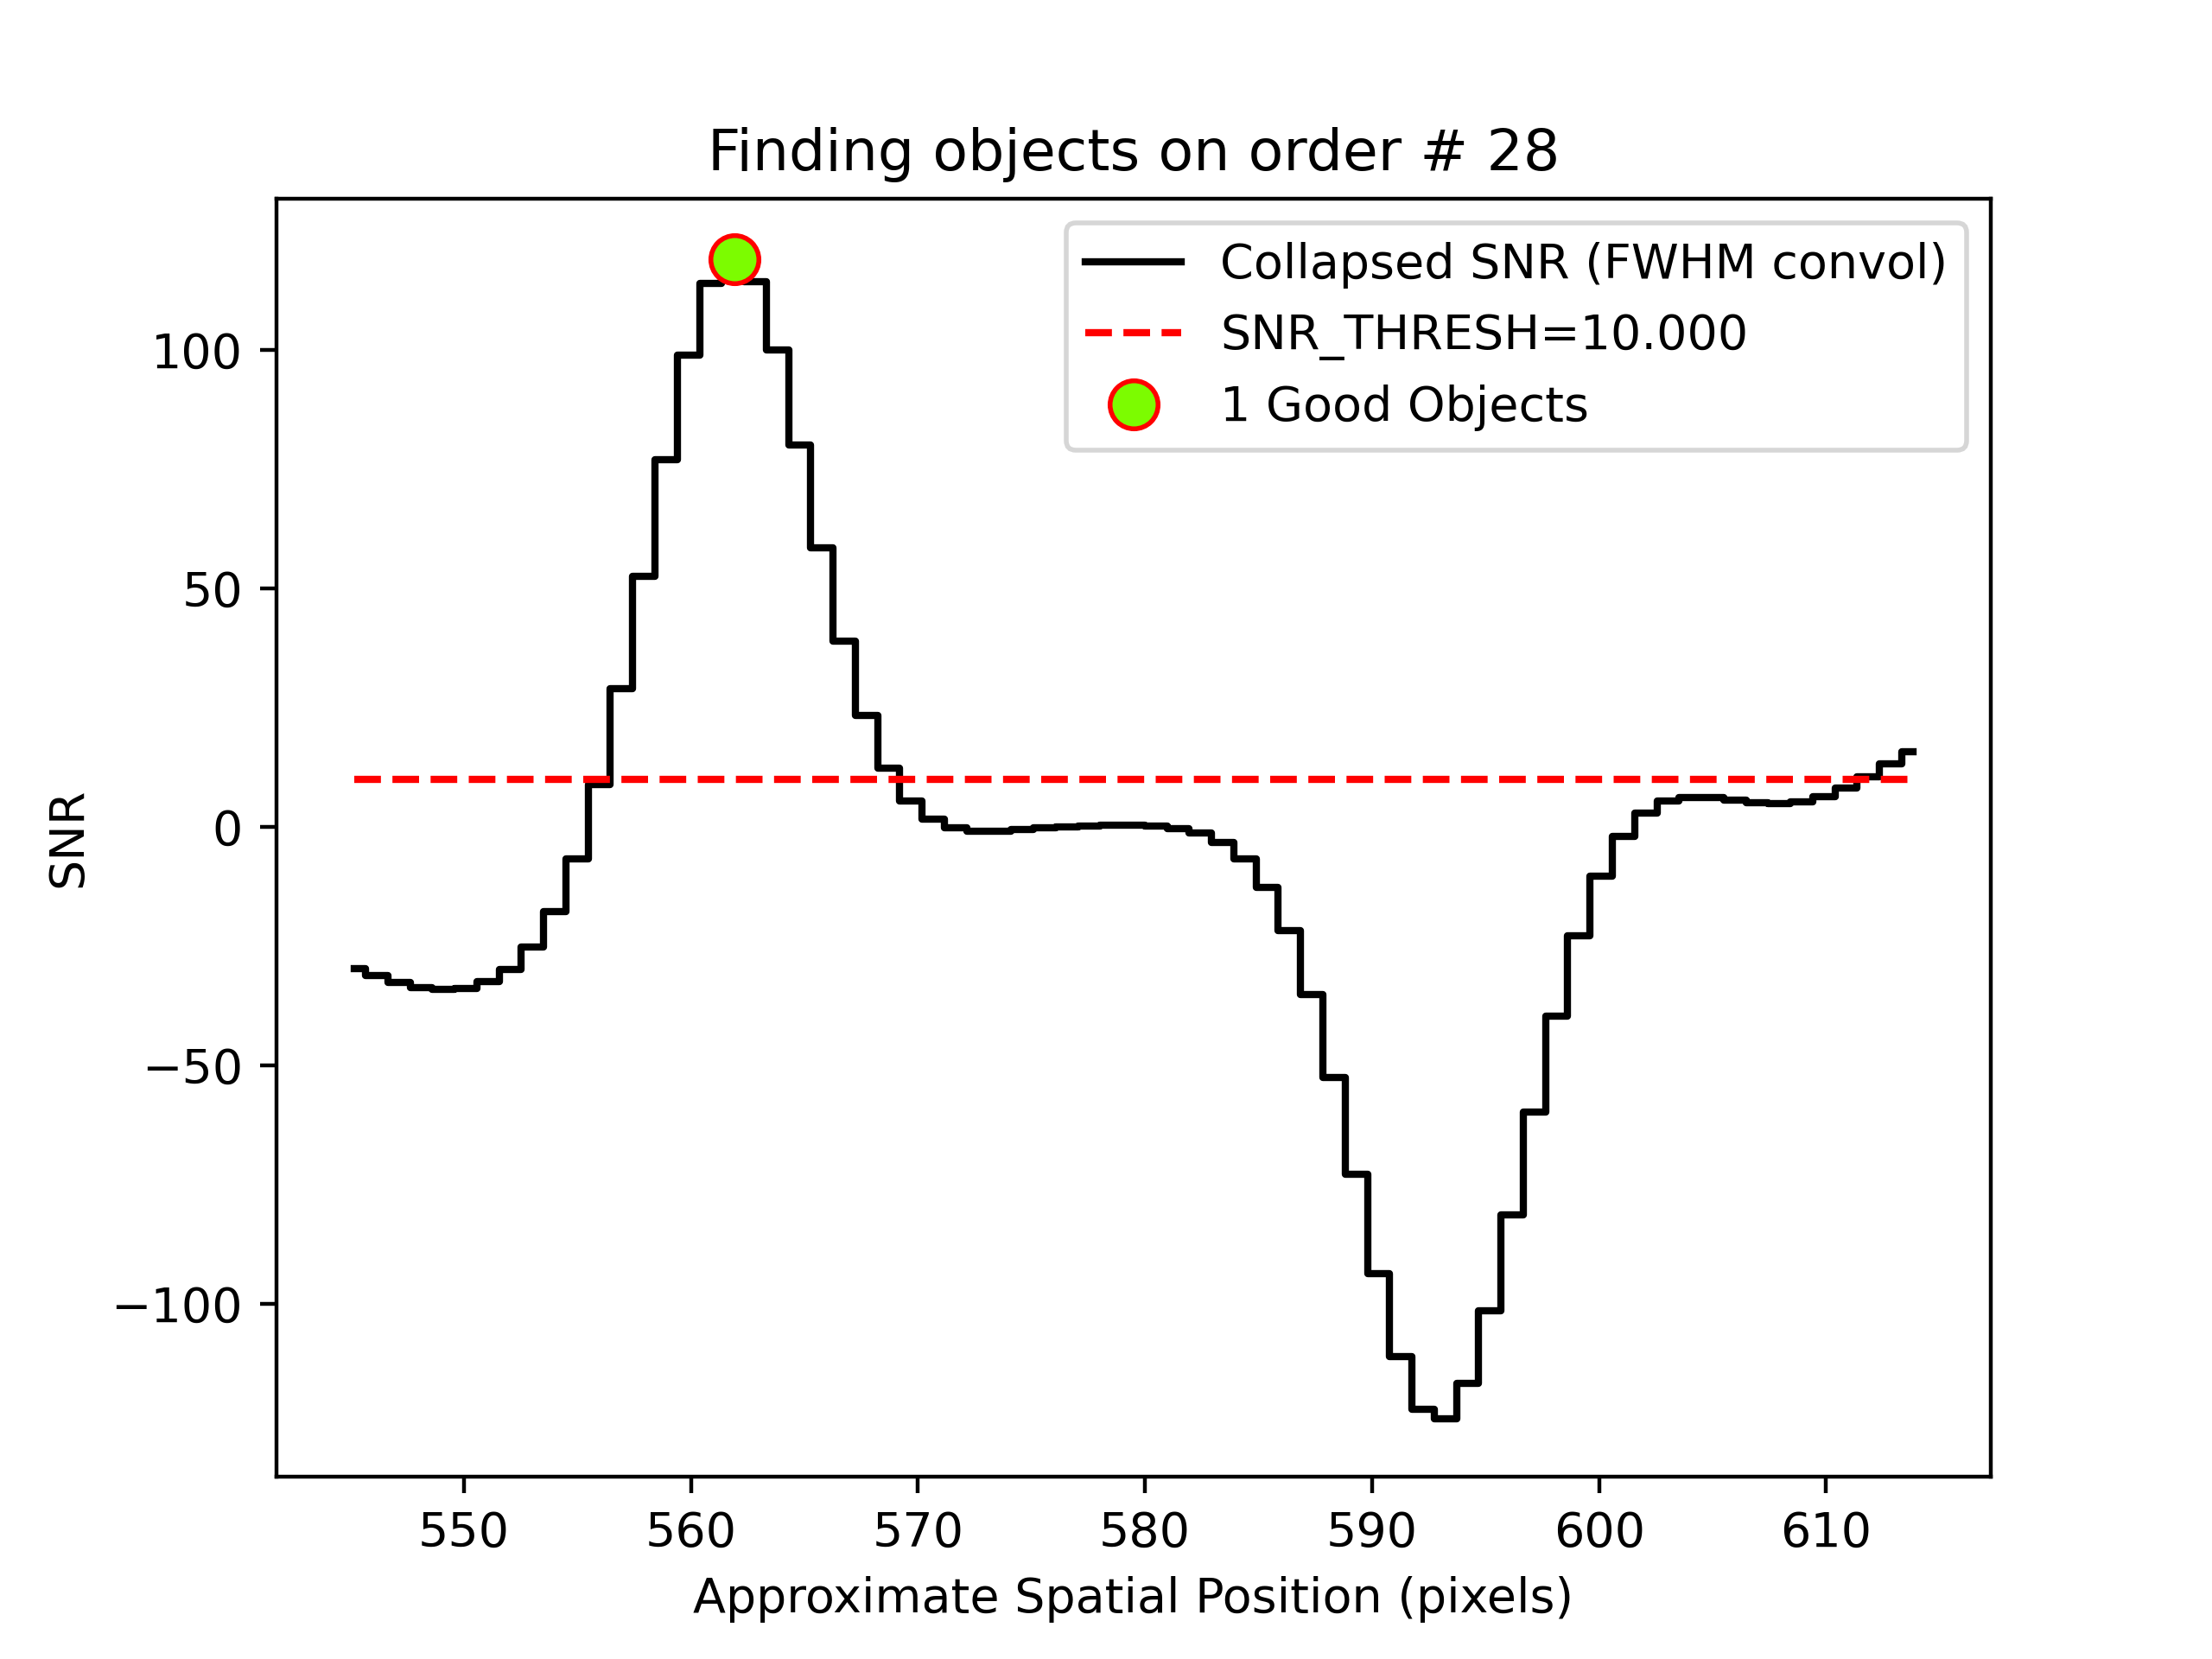 Finding objects on order # 28
Collapsed SNR (FWHM convol)
SNR_THRESH=10.000
1 Good Objects
100
50
0
−50
−100
SNR
550 560 570 580 590 600 610
Approximate Spatial Position (pixels)